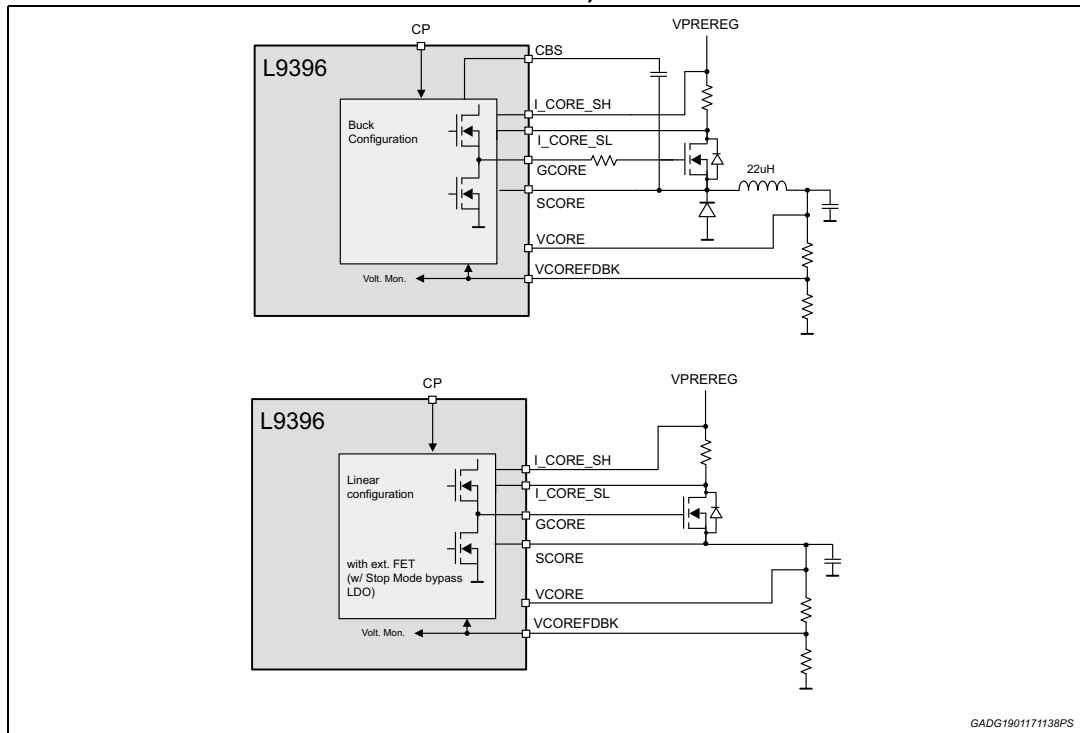 CP
VPREREG
CBS
L9396
I_CORE_SH
Buck
Configuration
I_CORE_SL
GCORE
22uH
SCORE
VCORE
VCOREFDBK
Volt. Mon.
CP
VPREREG
L9396
I_CORE_SH
Linear
configuration
I_CORE_SL
GCORE
SCORE
with ext. FET
(w/ Stop Mode bypass
LDO)
VCORE
VCOREFDBK
Volt. Mon.
GADG1901171138PS